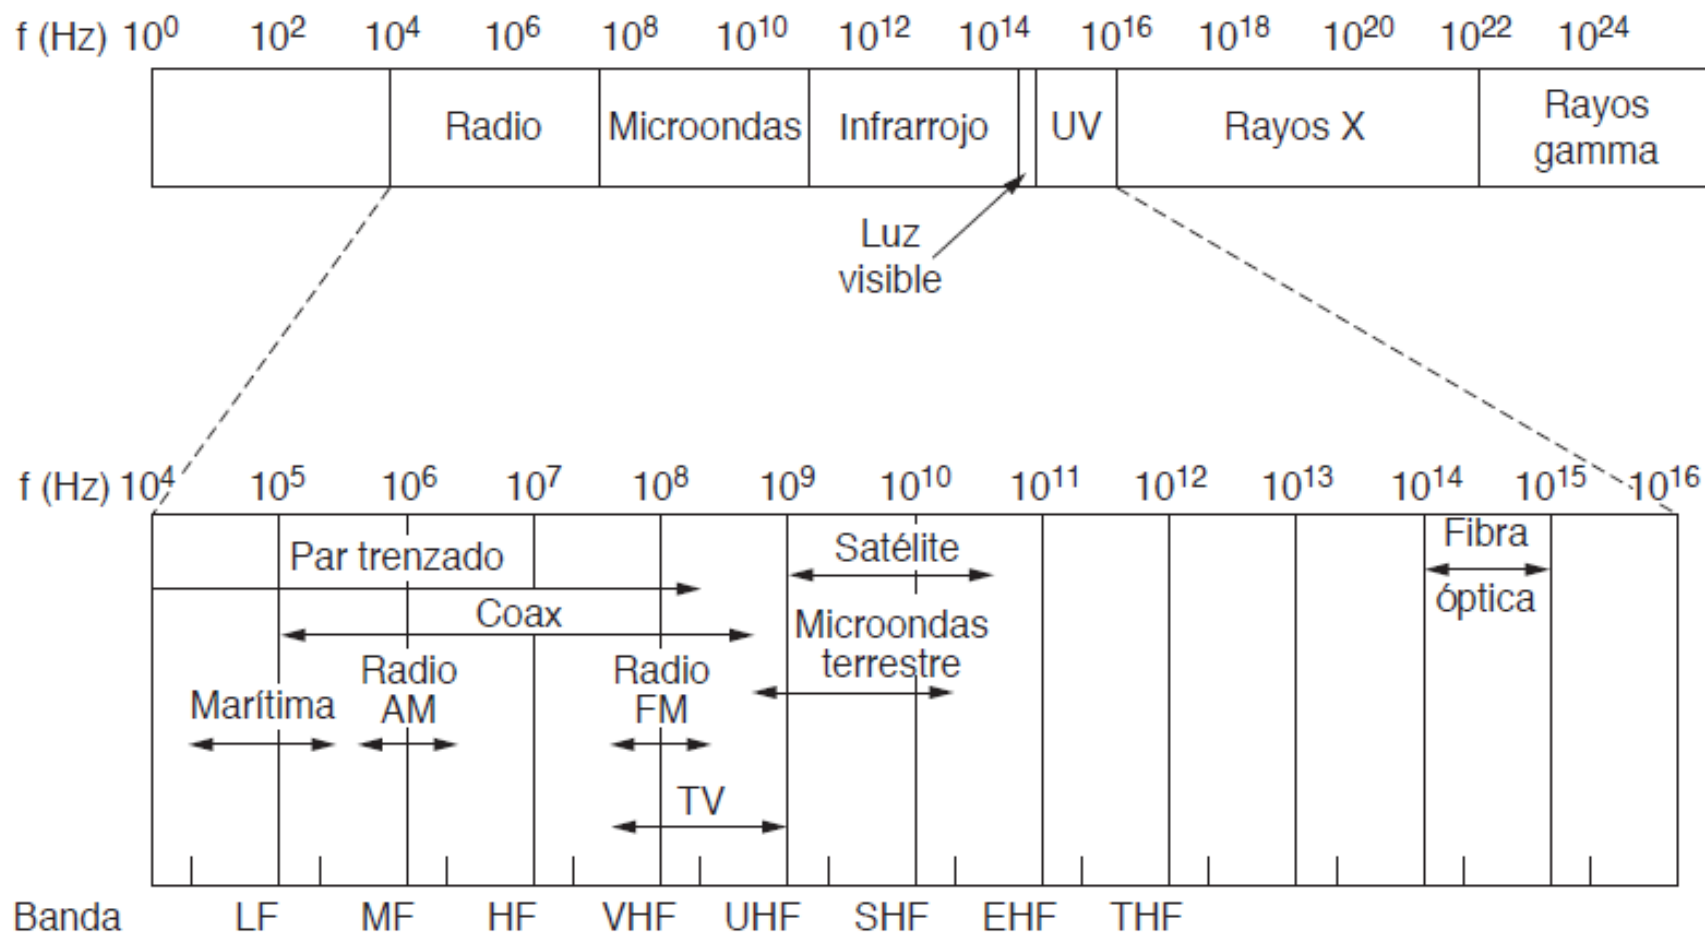 f (Hz) 10⁰ 10² 10⁴ 10⁶ 10⁸ 10¹⁰ 10¹² 10¹⁴ 10¹⁶ 10¹⁸ 10²⁰ 10²² 10²⁴
Radio Microondas Infrarrojo UV Rayos X Rayos
gamma
Luz
visible
f (Hz) 10⁴ 10⁵ 10⁶ 10⁷ 10⁸ 10⁹ 10¹⁰ 10¹¹ 10¹² 10¹³ 10¹⁴ 10¹⁵ 10¹⁶
Par trenzado
Satélite
Fibra
óptica
Coax
Microondas
terrestre
Marítima
Radio
AM
Radio
FM
TV
Banda LF MF HF VHF UHF SHF EHF THF